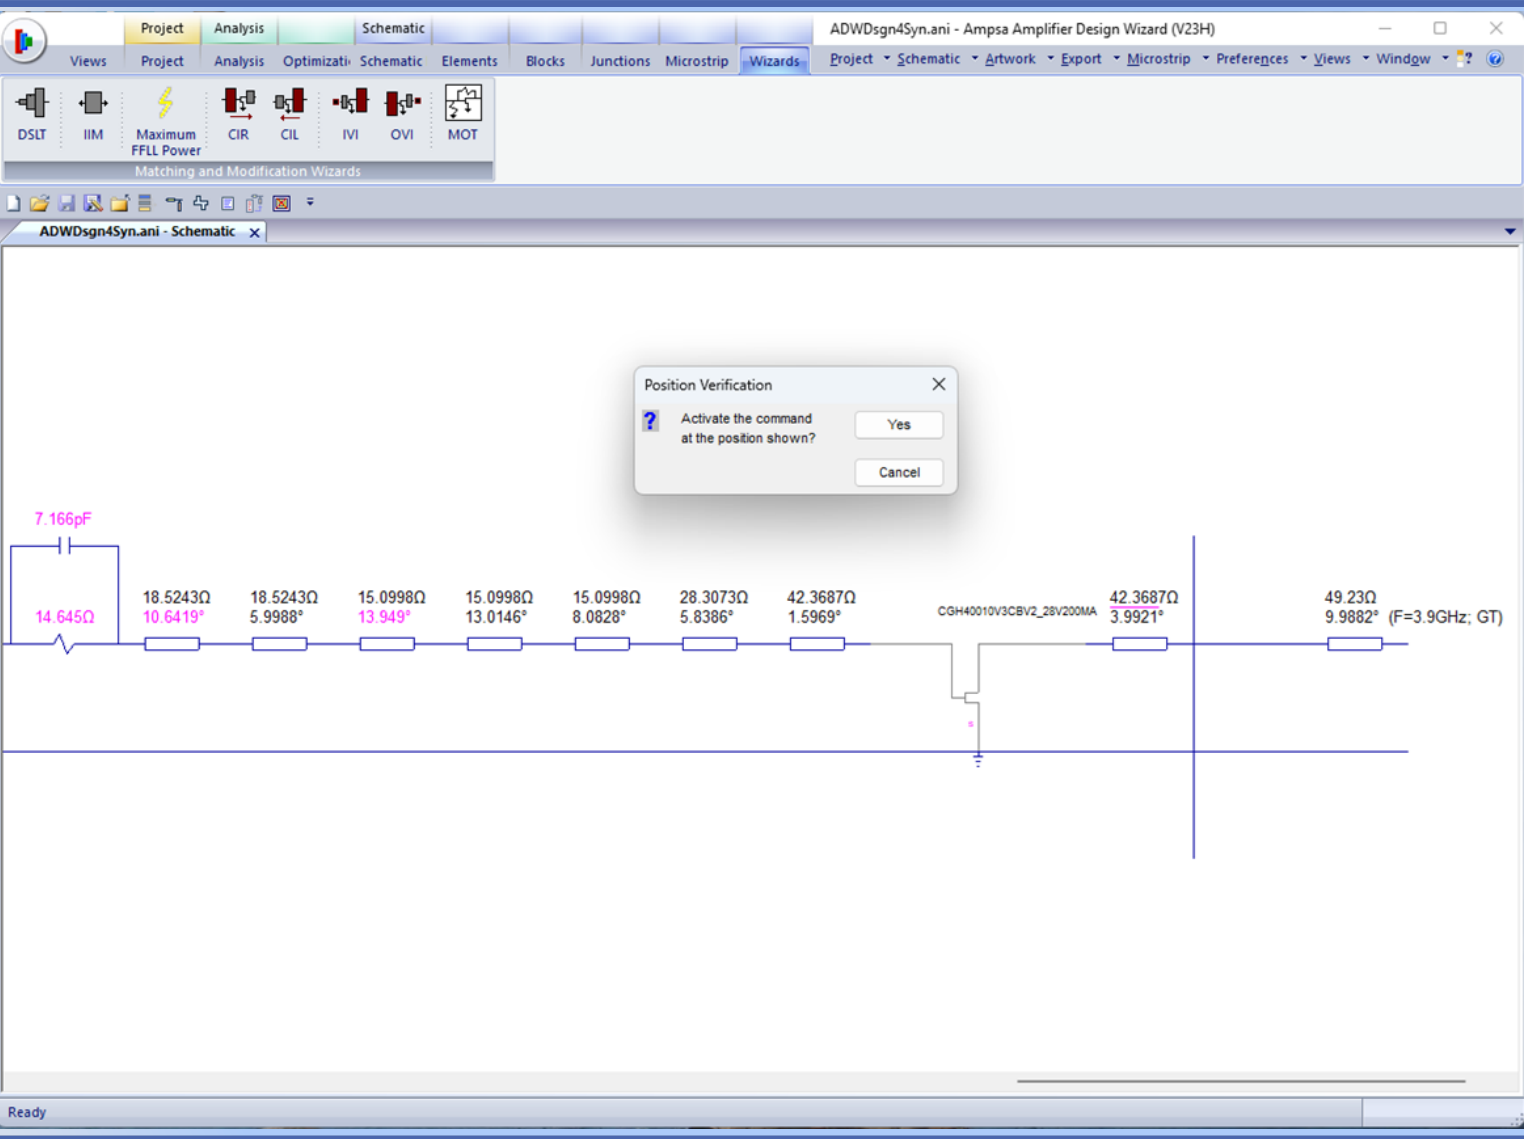 Project Analysis Schematic ADWDsgn4Syn.ani - Ampsa Amplifier Design Wizard (V23H)
Views Project Analysis Optimizati Schematic Elements Blocks Junctions Microstrip Wizards Project Schematic Artwork Export Microstrip Preferences Views Window ?
DSLT IIM Maximum FFLL Power CIR CIL IVI OVI MOT
Matching and Modification Wizards
ADWDsgn4Syn.ani - Schematic
Position Verification
Activate the command
at the position shown?
Yes
Cancel
7.166pF
18.5243Ω 18.5243Ω 15.0998Ω 15.0998Ω 15.0998Ω 28.3073Ω 42.3687Ω CGH40010V3CBV2_28V200MA 42.3687Ω 49.23Ω
14.645Ω 10.6419° 5.9988° 13.949° 13.0146° 8.0828° 5.8386° 1.5969° 3.9921° 9.9882° (F=3.9GHz; GT)
Ready